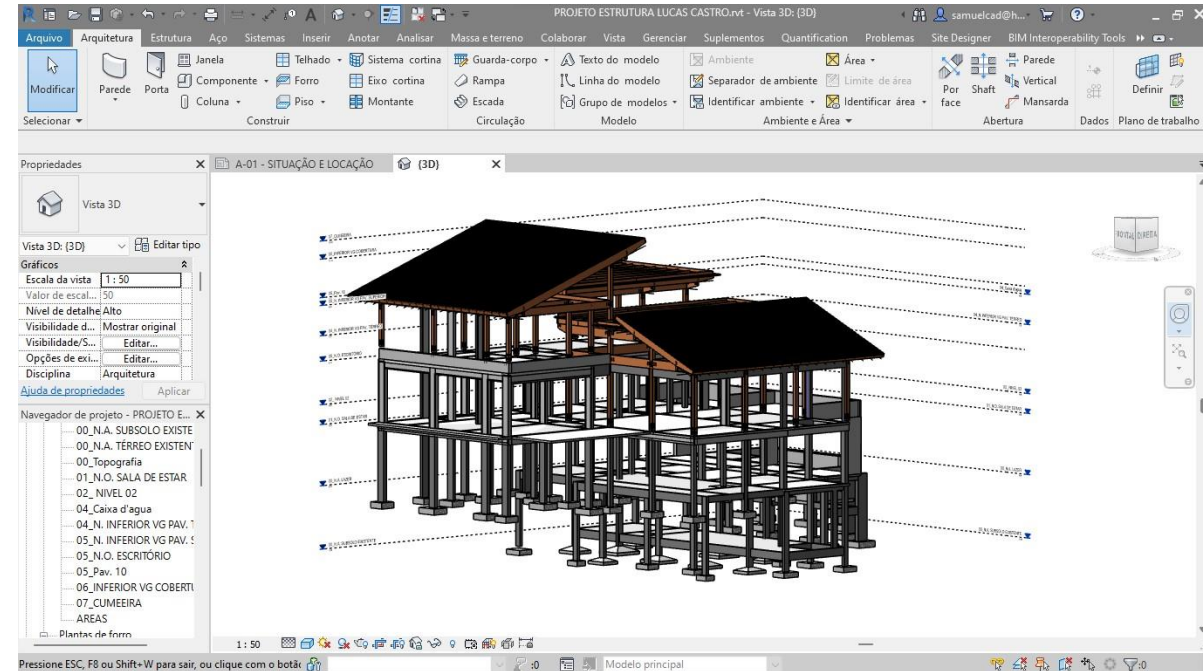 PROJETO ESTRUTURA LUCAS CASTRO.rvt - Vista 3D: {3D}
samuelcad@h...
Arquivo Arquitetura Estrutura Aço Sistemas Inserir Anotar Analisar Massa e terreno Colaborar Vista Gerenciar Suplementos Quantification Problemas Site Designer BIM Interoperability Tools
Janela Telhado Sistema cortina Guarda-corpo Texto do modelo Ambiente Área Parede
Modificar Parede Porta Componente Forro Eixo cortina Rampa Linha do modelo Separador de ambiente Limite de área Por face Shaft Vertical Definir
Coluna Piso Montante Escada Grupo de modelos Identificar ambiente Identificar área Mansarda
Selecionar Construir Circulação Modelo Ambiente e Área Abertura Dados Plano de trabalho
Propriedades X A-01 - SITUAÇÃO E LOCAÇÃO {3D} X
Vista 3D
Vista 3D: {3D} Editar tipo
Gráficos
Escala da vista 1 : 50
Valor de escal... 50
Nível de detalhe Alto
Visibilidade d... Mostrar original
Visibilidade/S... Editar...
Opções de exi... Editar...
Disciplina Arquitetura
Ajuda de propriedades Aplicar
Navegador de projeto - PROJETO E... X
00_N.A. SUBSOLO EXISTE
00_N.A. TÉRREO EXISTEN
00_Topografia
01_N.O. SALA DE ESTAR
02_ NIVEL 02
04_Caixa d'agua
04_N. INFERIOR VG PAV.
05_N. INFERIOR VG PAV.
05_N.O. ESCRITÓRIO
05_Pav. 10
06_INFERIOR VG COBERT
07_CUMEEIRA
AREAS
Plantas de forro
DIREITA
1 : 50
Pressione ESC, F8 ou Shift+W para sair, ou clique com o :0 Modelo principal :0